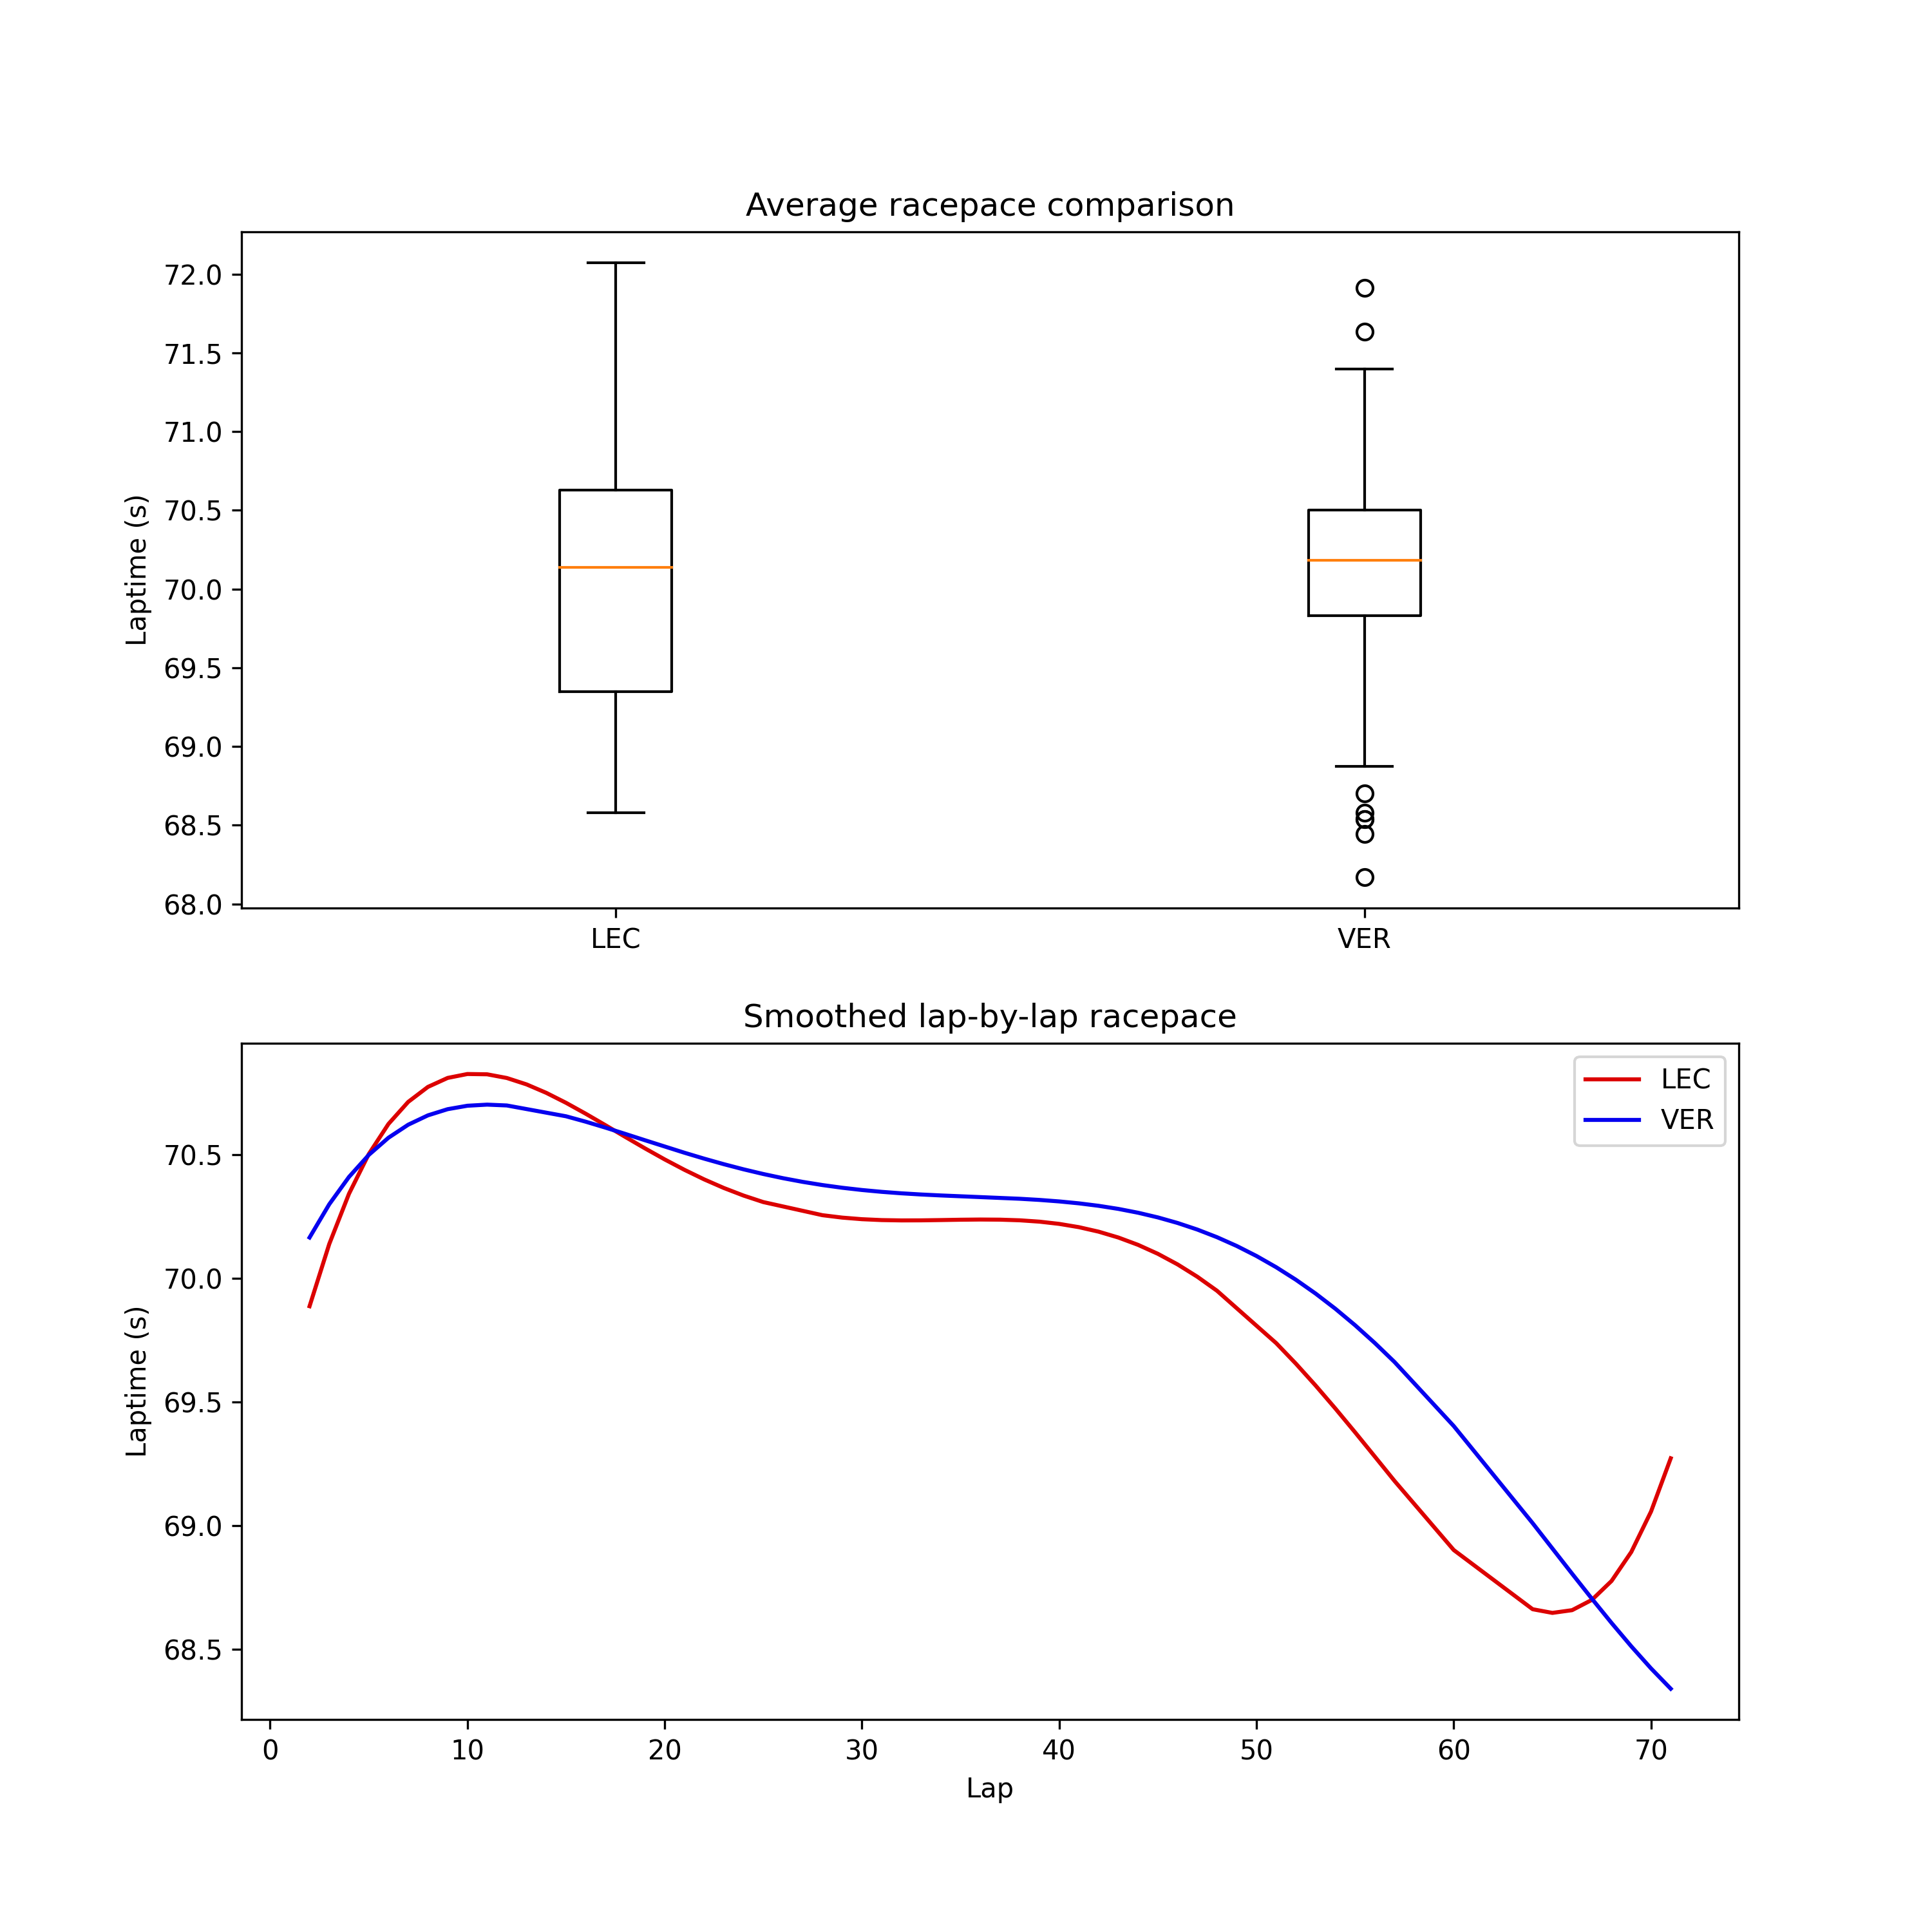 Average racepace comparison
72.0
71.5
71.0
70.5
70.0
69.5
69.0
68.5
68.0
Laptime (s)
LEC VER
Smoothed lap-by-lap racepace
LEC
VER
70.5
70.0
69.5
69.0
68.5
Laptime (s)
0 10 20 30 40 50 60 70
Lap